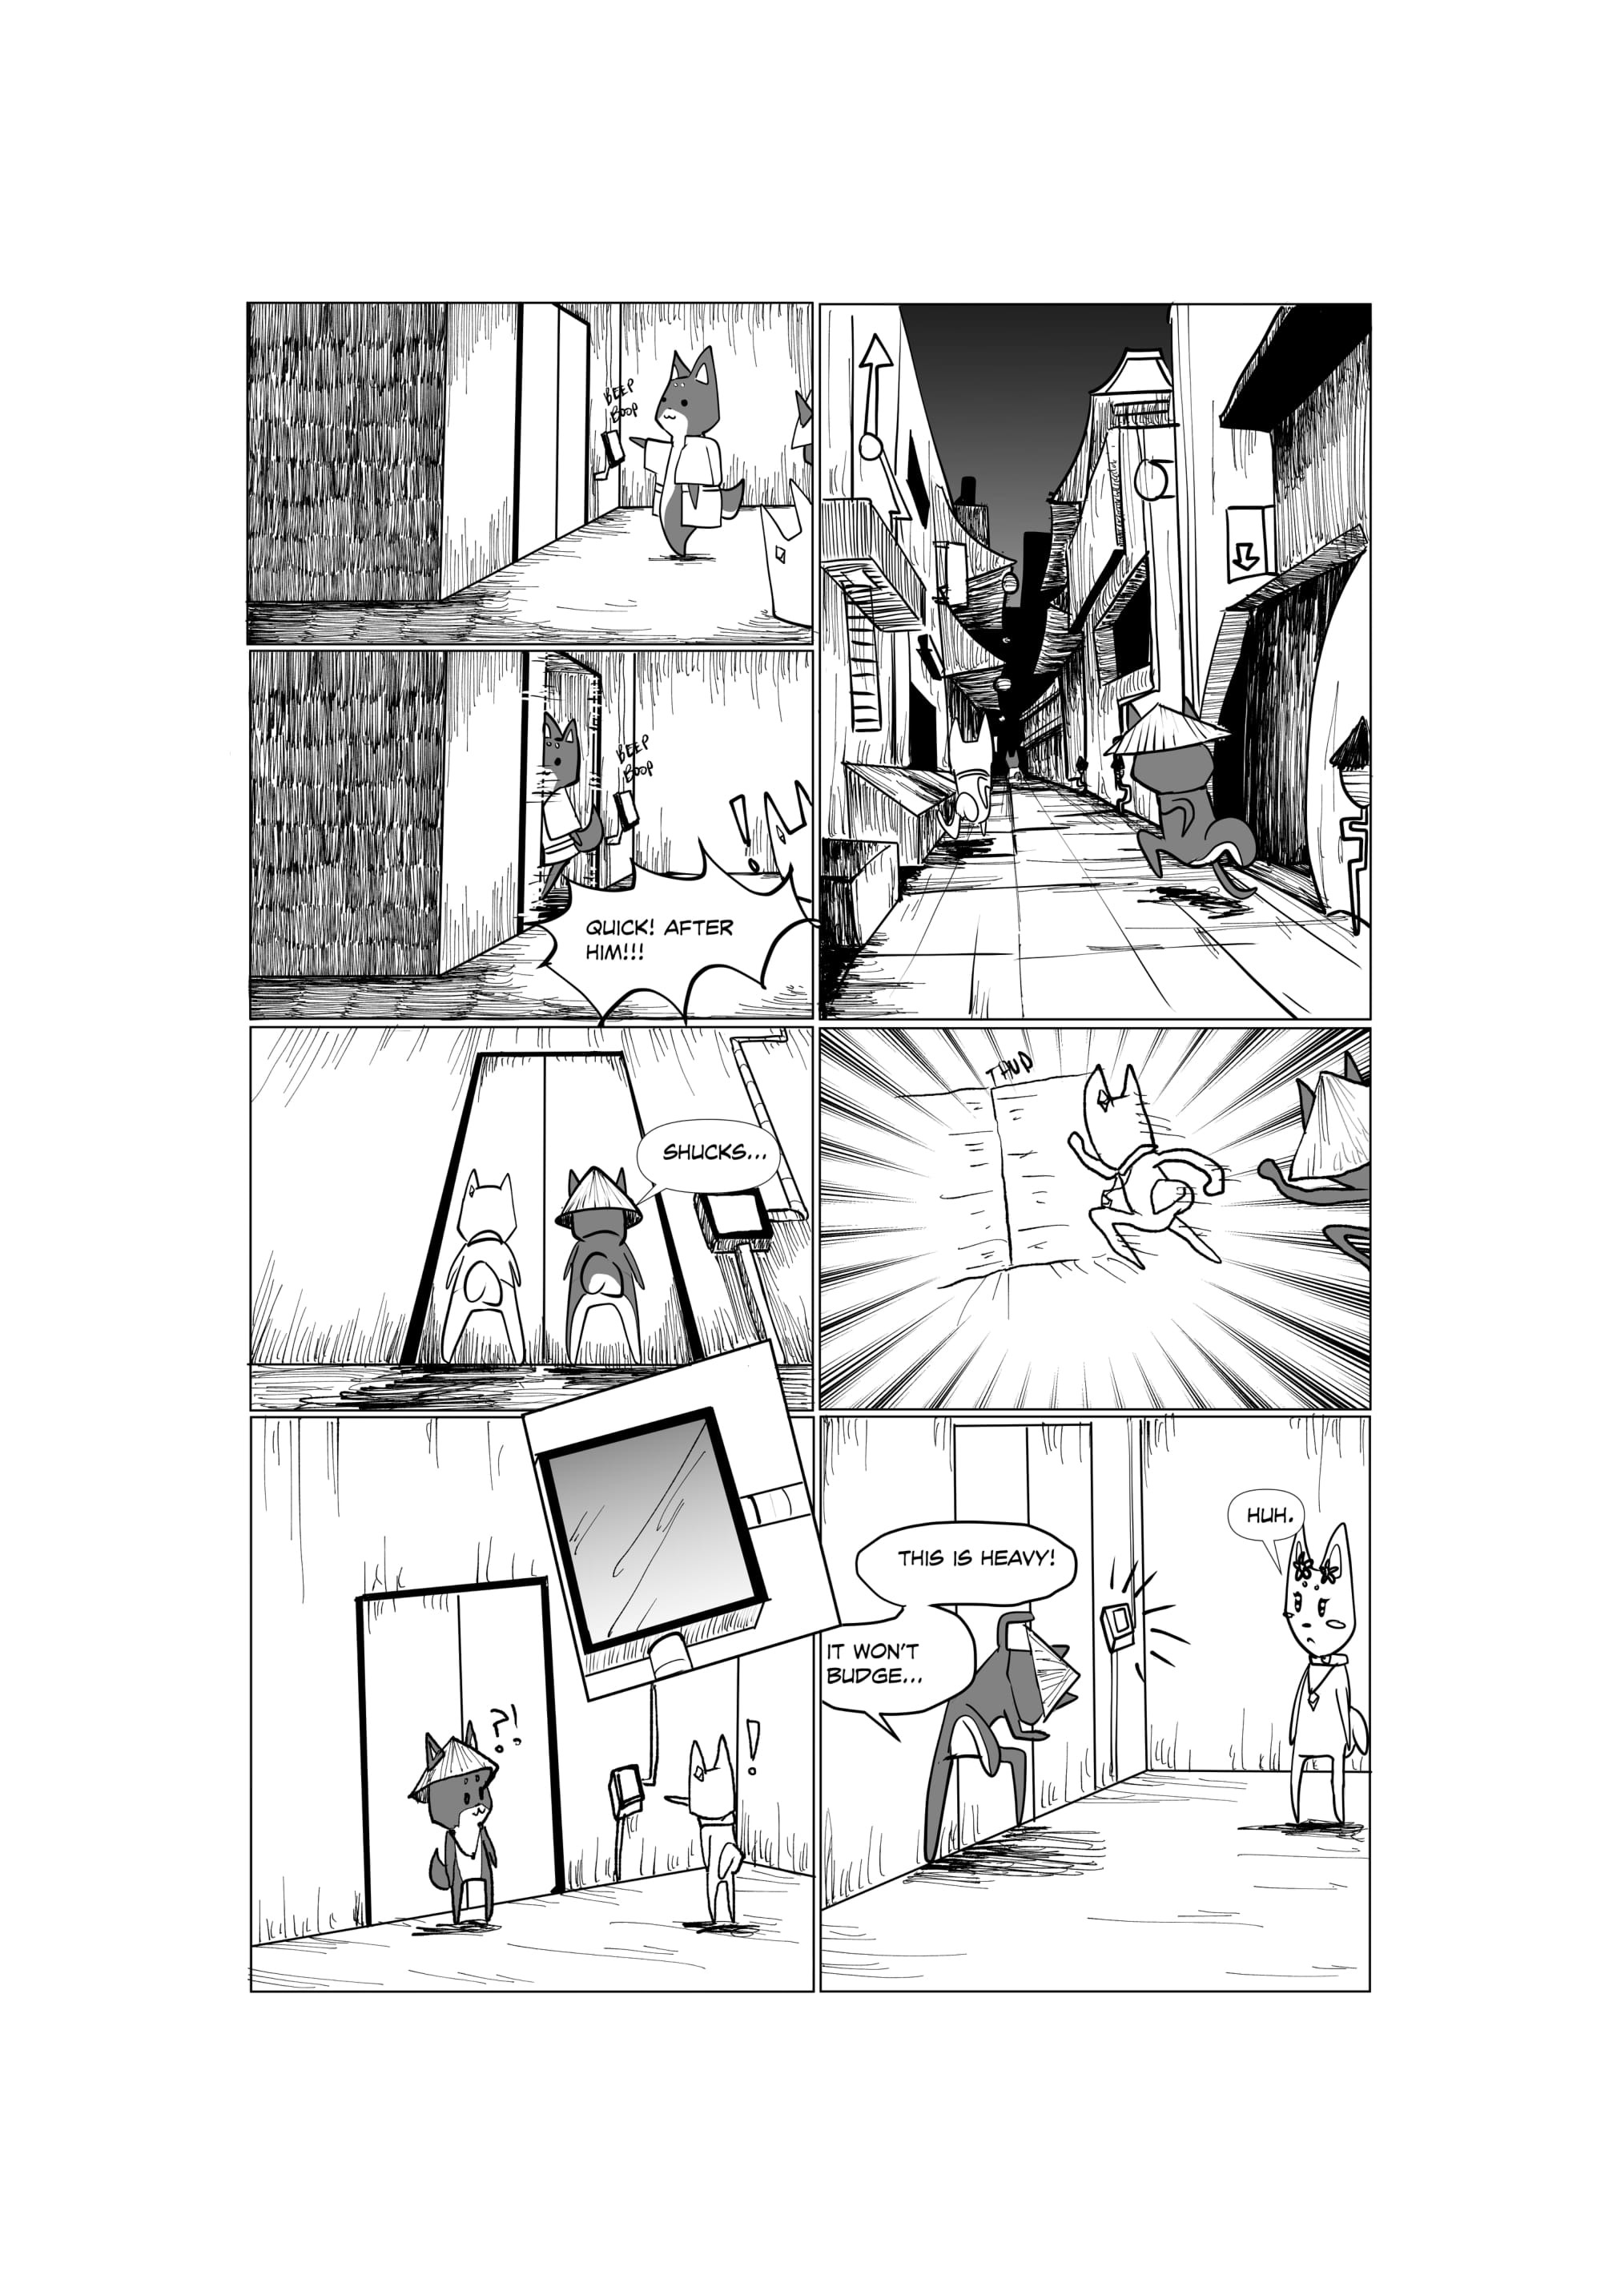 BEEP
BOOP
BEEP
BOOP
!
QUICK! AFTER
HIM!!!
THUD
SHUCKS...
HUH.
THIS IS HEAVY!
IT WON'T
BUDGE...
!
?!